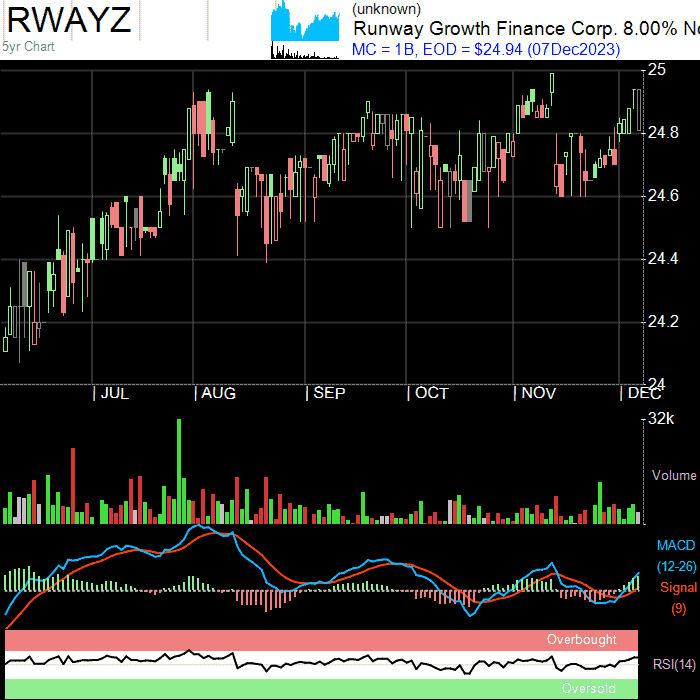 RWAYZ
5yr Chart
(unknown)
Runway Growth Finance Corp. 8.00% No
MC = 1B, EOD = $24.94 (07Dec2023)
25
24.8
24.6
24.4
24.2
24
JUL
AUG
SEP
OCT
NOV
DEC
32k
Volume
MACD
(12-26)
Signal
(9)
Overbought
RSI(14)
Oversold